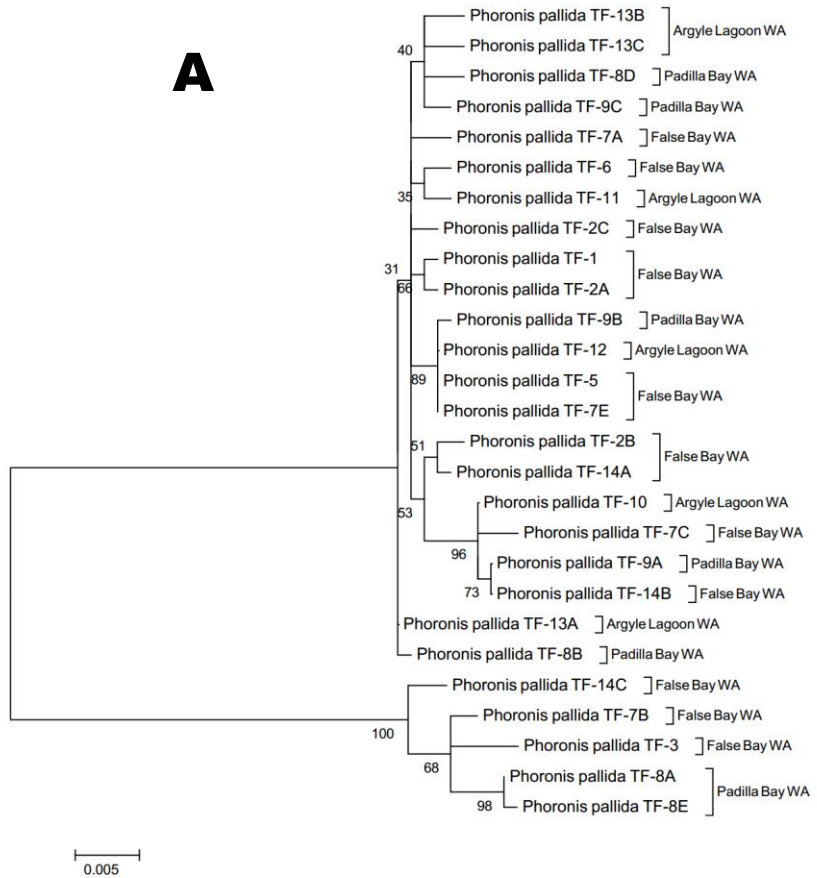 A
Phoronis pallida TF-13B
Phoronis pallida TF-13C
Argyle Lagoon WA
40
Phoronis pallida TF-8D Padilla Bay WA
Phoronis pallida TF-9C Padilla Bay WA
Phoronis pallida TF-7A False Bay WA
Phoronis pallida TF-6 False Bay WA
35
Phoronis pallida TF-11 Argyle Lagoon WA
Phoronis pallida TF-2C False Bay WA
Phoronis pallida TF-1
31
66
False Bay WA
Phoronis pallida TF-2A
Phoronis pallida TF-9B Padilla Bay WA
Phoronis pallida TF-12 Argyle Lagoon WA
89
Phoronis pallida TF-5
False Bay WA
Phoronis pallida TF-7E
51
Phoronis pallida TF-2B
False Bay WA
Phoronis pallida TF-14A
53
Phoronis pallida TF-10 Argyle Lagoon WA
Phoronis pallida TF-7C False Bay WA
96
Phoronis pallida TF-9A Padilla Bay WA
73
Phoronis pallida TF-14B False Bay WA
Phoronis pallida TF-13A Argyle Lagoon WA
Phoronis pallida TF-8B Padilla Bay WA
Phoronis pallida TF-14C False Bay WA
100
Phoronis pallida TF-7B False Bay WA
Phoronis pallida TF-3 False Bay WA
68
Phoronis pallida TF-8A
Padilla Bay WA
98
Phoronis pallida TF-8E
0.005